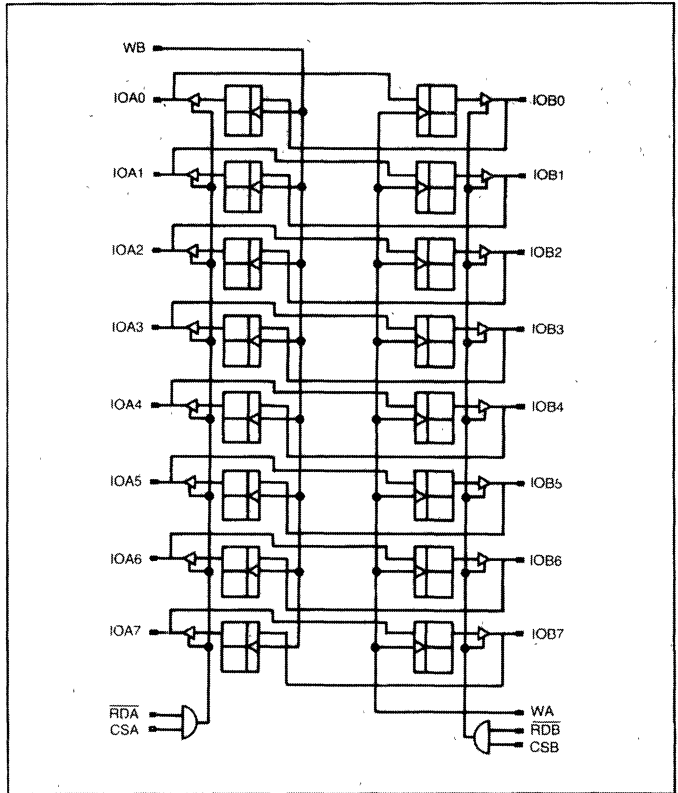 WB
IOA0 IOB0
IOA1 IOB1
IOA2 IOB2
IOA3 IOB3
IOA4 IOB4
IOA5 IOB5
IOA6 IOB6
IOA7 IOB7
RDA WA
CSA RDB
CSB